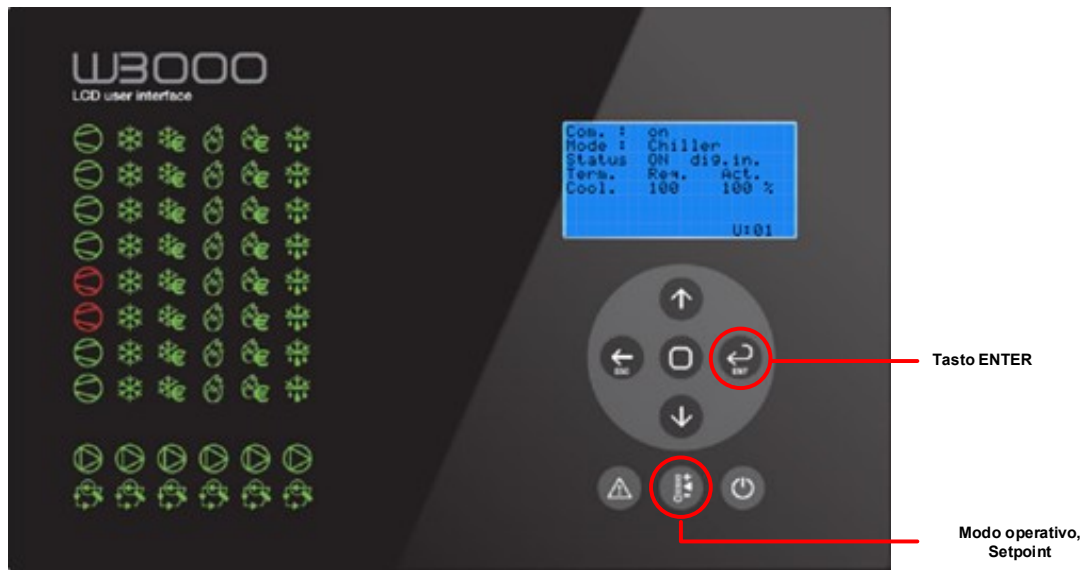 W3000
LCD user interface
Com. : on
Mode : Chiller
Status ON dig.in.
Term. Req. Act.
Cool. 100 100 %
U:01
ESC
ENT
Tasto ENTER
Modo operativo,
Setpoint